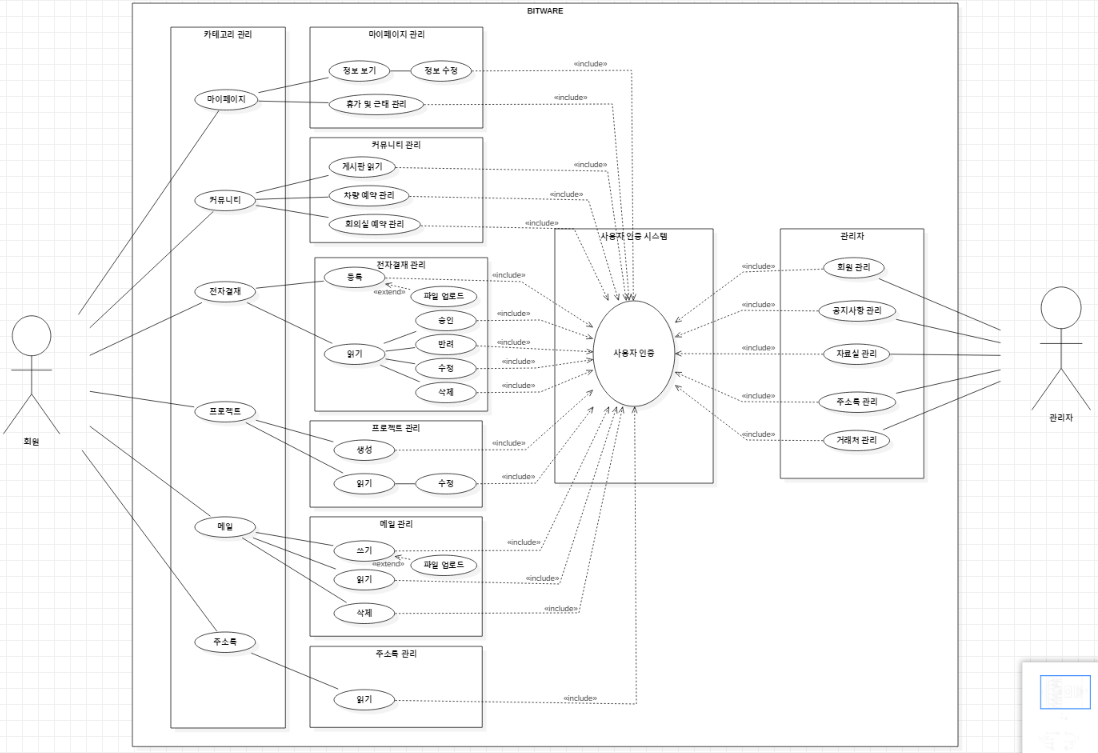 BITWARE
카테고리 관리
마이페이지
커뮤니티
전자결재
프로젝트
메일
주소록
마이페이지 관리
정보 보기
정보 수정
휴가 및 근태 관리
«include»
«include»
커뮤니티 관리
게시판 읽기
차량 예약 관리
회의실 예약 관리
«include»
«include»
«include»
전자결재 관리
등록
«extend»
파일 업로드
읽기
승인
반려
수정
삭제
«include»
«include»
«include»
«include»
«include»
프로젝트 관리
생성
읽기
수정
«include»
«include»
메일 관리
쓰기
«extend»
파일 업로드
읽기
삭제
«include»
«include»
«include»
주소록 관리
읽기
«include»
사용자 인증 시스템
사용자 인증
관리자
회원 관리
공지사항 관리
자료실 관리
주소록 관리
거래처 관리
«include»
«include»
«include»
«include»
«include»
회원
관리자